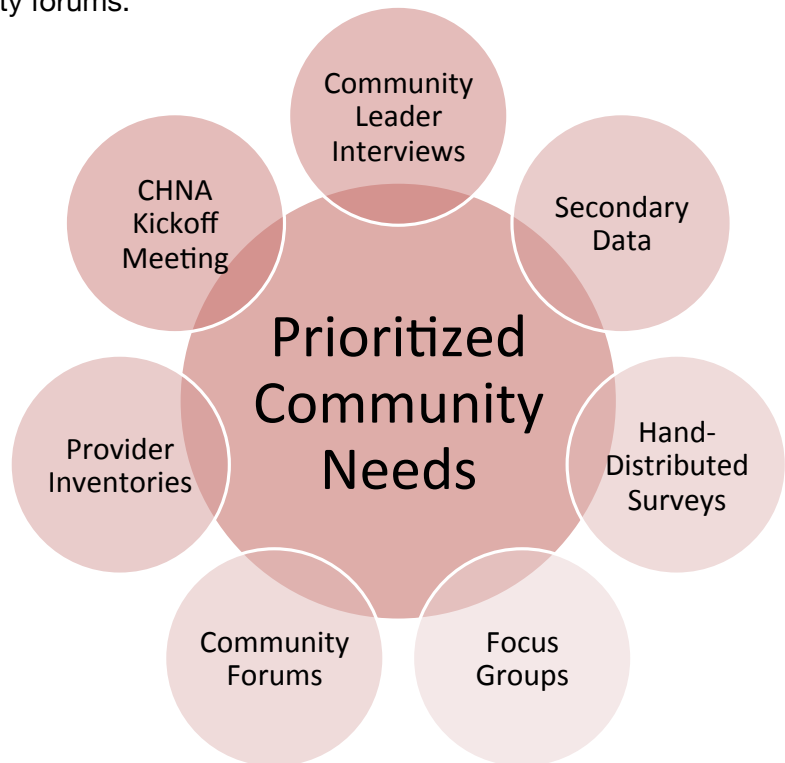 ty forums.
Community
Leader
Interviews
Secondary
Data
Hand-
Distributed
Surveys
Focus
Groups
Community
Forums
Provider
Inventories
CHNA
Kickoff
Meeting
Prioritized
Community
Needs